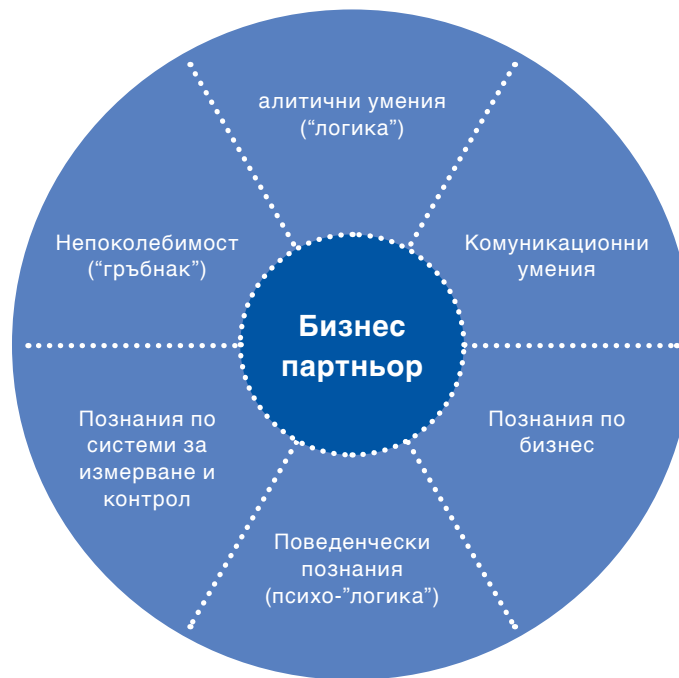 алитични умения
(“логика”)
Непоколебимост
(“гръбнак”)
Комуникационни
умения
Бизнес
партньор
Познания по
системи за
измерване и
контрол
Познания по
бизнес
Поведенчески
познания
(психо-”логика”)